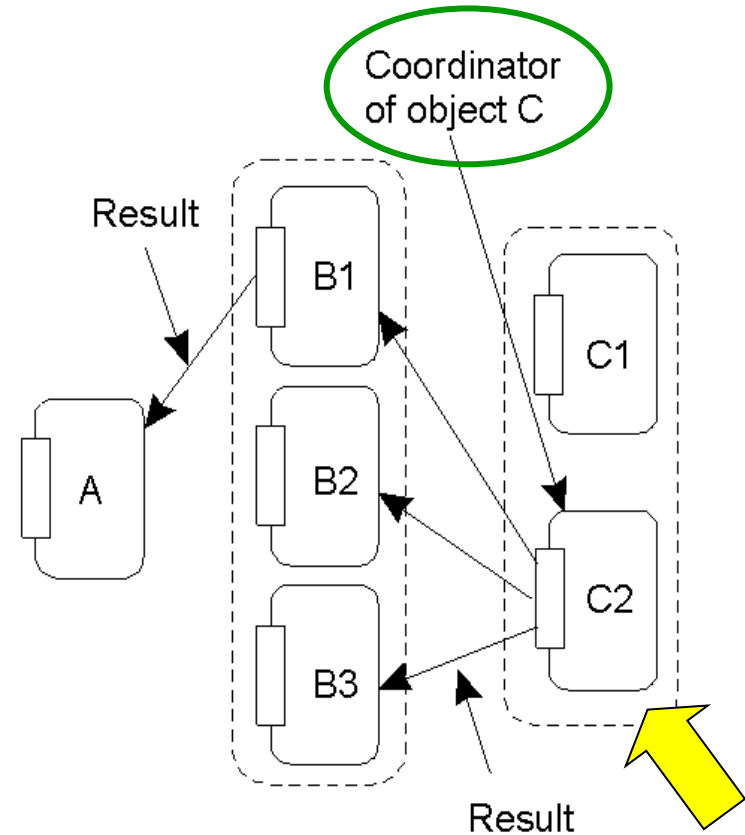 Coordinator
of object C
Result
B1
C1
A
B2
C2
B3
Result